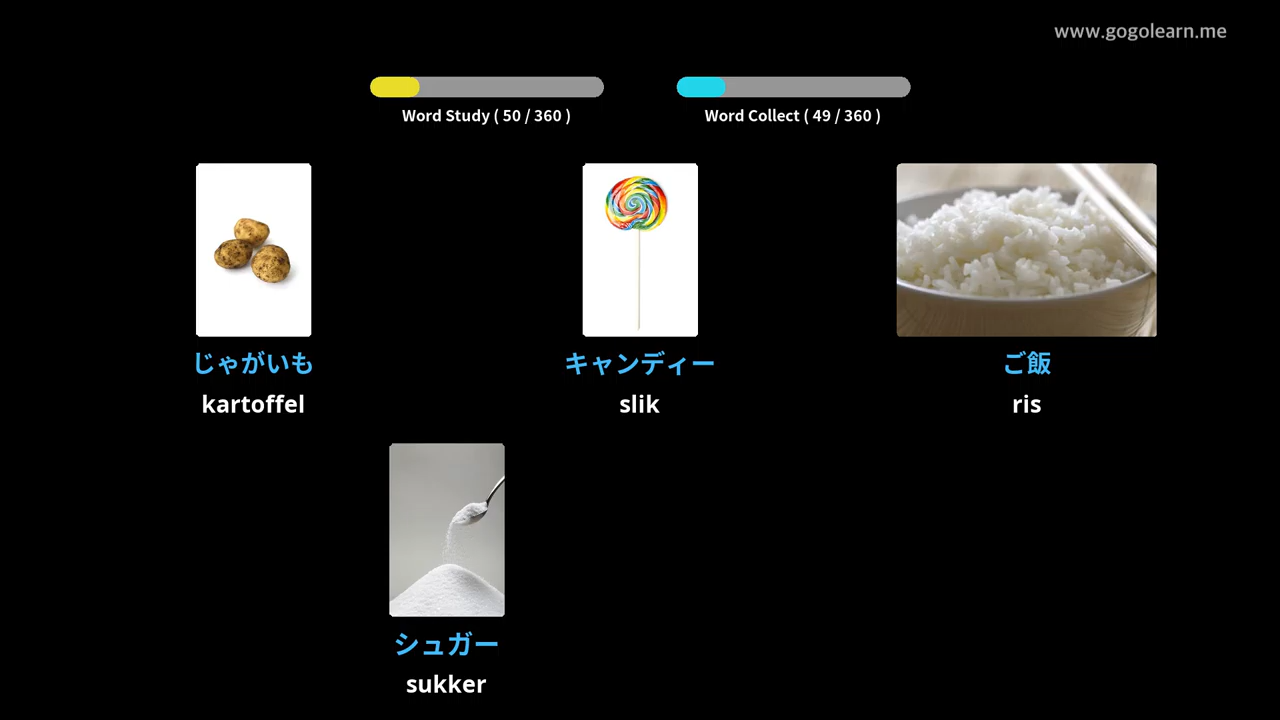 www.gogolearn.me
Word Study ( 50 / 360 )
Word Collect ( 49 / 360 )
じゃがいも
kartoffel
キャンディー
slik
ご飯
ris
シュガー
sukker